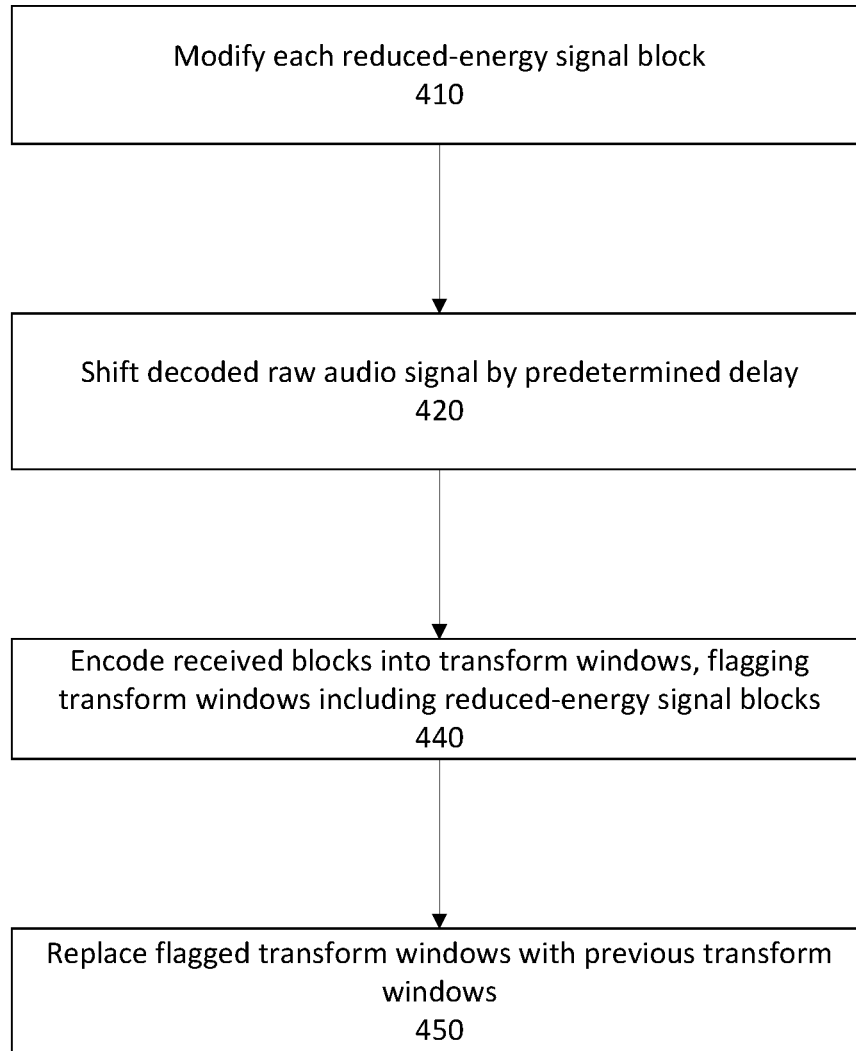 Modify each reduced-energy signal block
410
Shift decoded raw audio signal by predetermined delay
420
Encode received blocks into transform windows, flagging
transform windows including reduced-energy signal blocks
440
Replace flagged transform windows with previous transform
windows
450